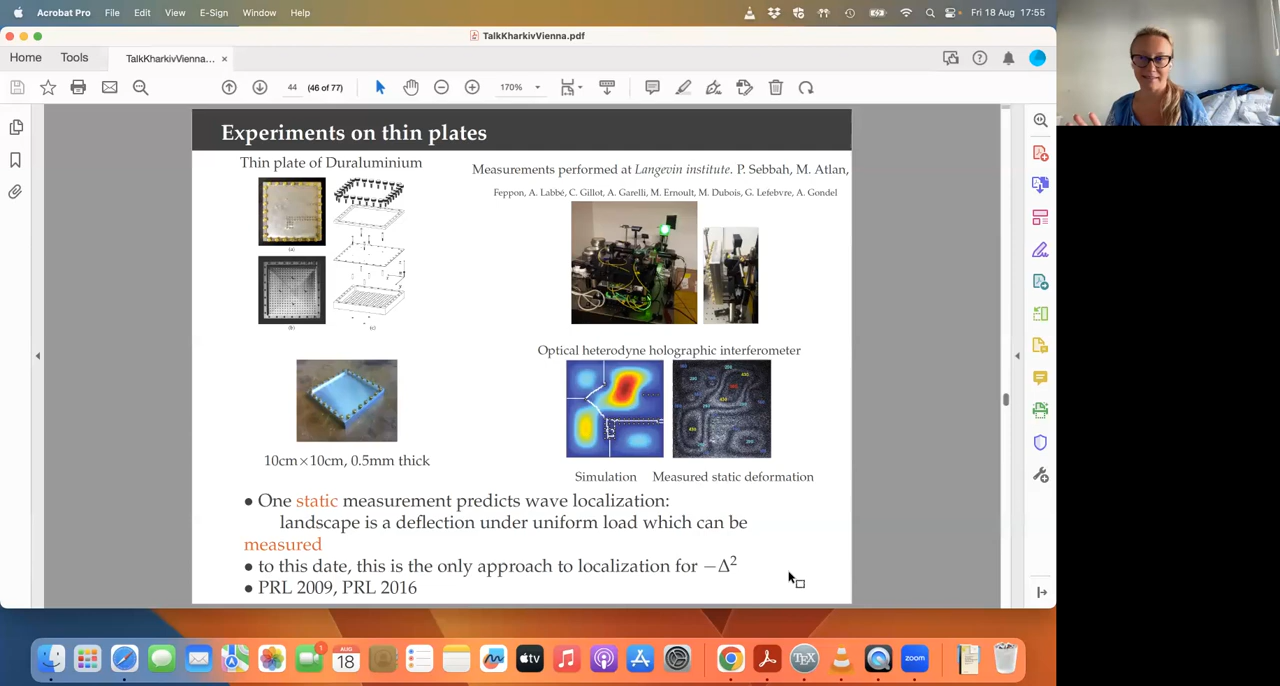 Acrobat Pro File Edit View E-Sign Window Help Fri 18 Aug 17:55
TalkKharkivVienna.pdf
Home Tools TalkKharkivVienna... ×
44 (46 of 77) 170%
Experiments on thin plates
Thin plate of Duraluminium
Measurements performed at Langevin institute. P. Sebbah, M. Atlan,
Feppon, A. Labbé, C. Gillot, A. Garelli, M. Ernoult, M. Dubois, G. Lefebvre, A. Gondel
(a)
(b) (c)
Optical heterodyne holographic interferometer
10cm×10cm, 0.5mm thick
Simulation Measured static deformation
• One static measurement predicts wave localization:
landscape is a deflection under uniform load which can be
measured
• to this date, this is the only approach to localization for −Δ²
• PRL 2009, PRL 2016
AUG
18
tv
TEX
zoom